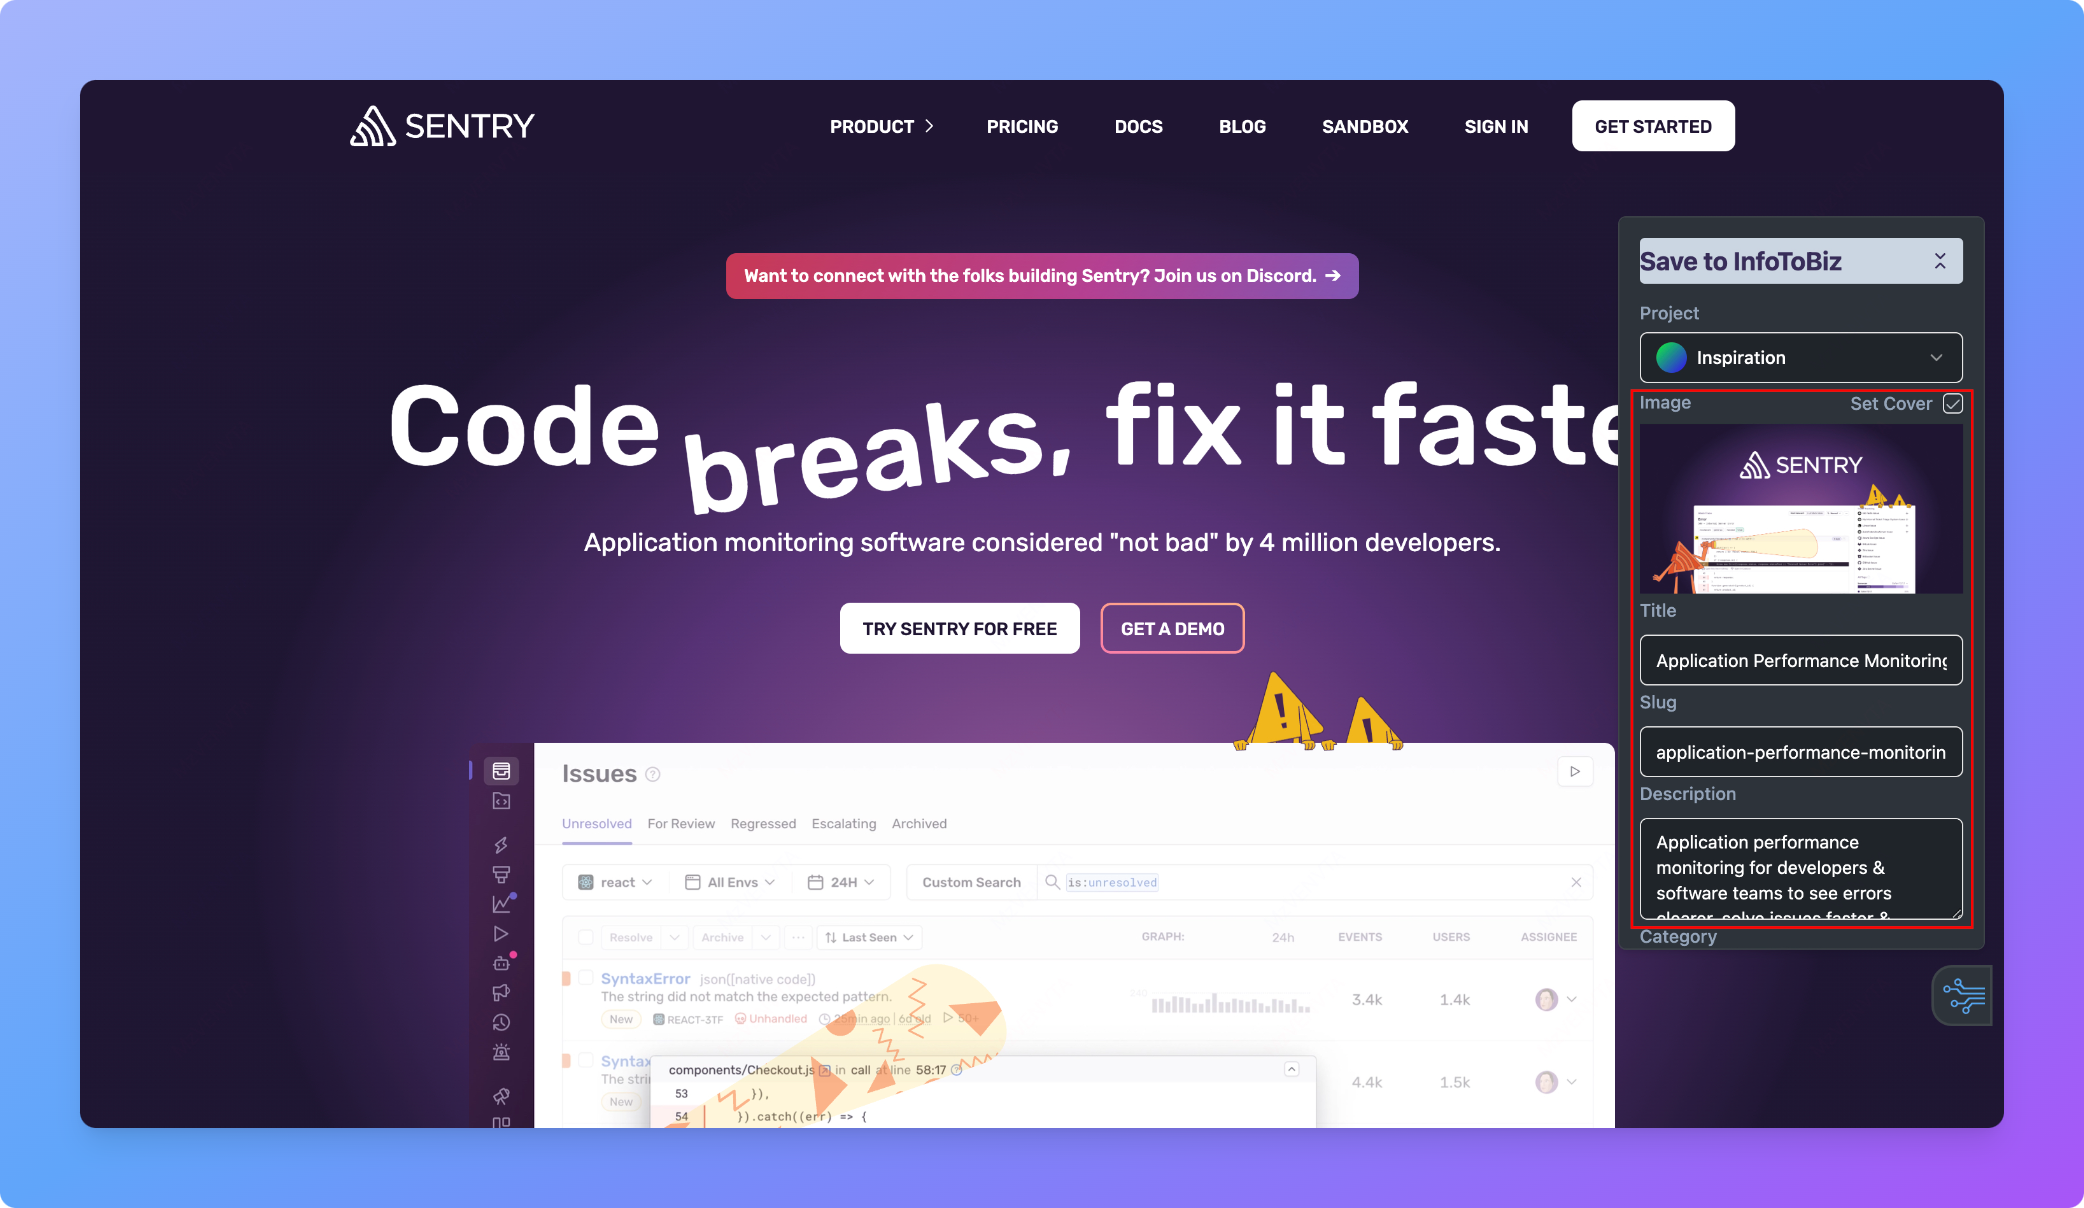 SENTRY
PRODUCT
PRICING
DOCS
BLOG
SANDBOX
SIGN IN
GET STARTED
Want to connect with the folks building Sentry? Join us on Discord. →
Code breaks, fix it faste
Application monitoring software considered "not bad" by 4 million developers.
TRY SENTRY FOR FREE
GET A DEMO
Issues
Unresolved
For Review
Regressed
Escalating
Archived
react
All Envs
24H
Custom Search
is:unresolved
Resolve
Archive
Last Seen
GRAPH:
24h
EVENTS
USERS
ASSIGNEE
SyntaxError json([native code])
The string did not match the expected pattern.
New
REACT-3TF
Unhandled
25min ago | 6d old
50+
3.4k
1.4k
Syntax
The stri
New
4.4k
1.5k
components/Checkout.js in call at line 58:17
53 }),
54 }).catch((err) => {
Save to InfoToBiz
Project
Inspiration
Image
Set Cover
SENTRY
Title
Application Performance Monitoring
Slug
application-performance-monitorin
Description
Application performance
monitoring for developers &
software teams to see errors
clearer, solve issues faster &
Category